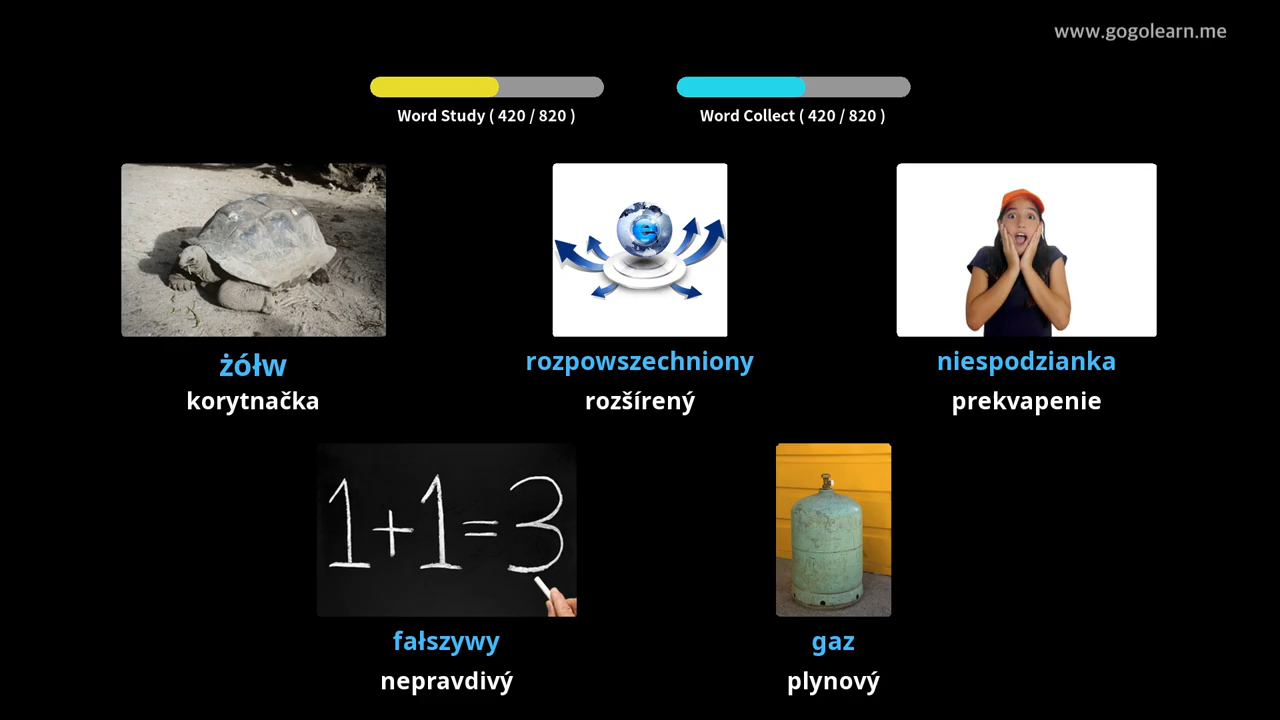 www.gogolearn.me
Word Study ( 420 / 820 )
Word Collect ( 420 / 820 )
żółw
rozpowszechniony
niespodzianka
korytnačka
rozšírený
prekvapenie
1+1=3
fałszywy
gaz
nepravdivý
plynový